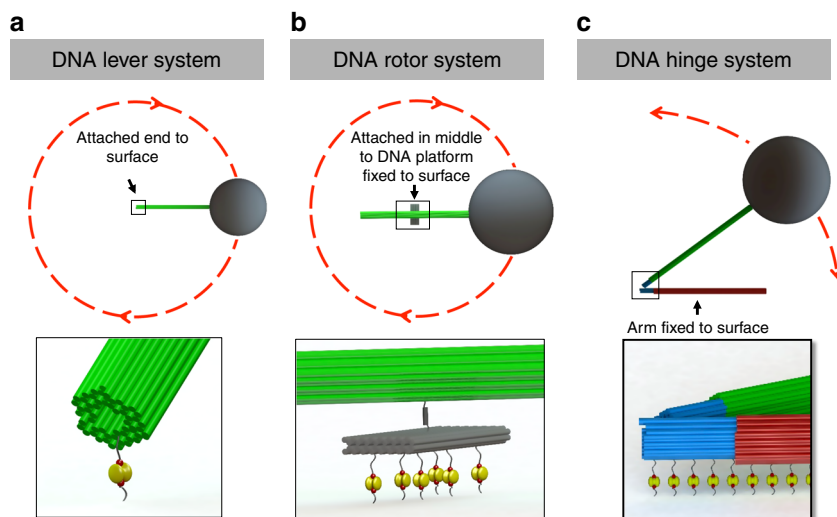 a
DNA lever system
Attached end to
surface
b
DNA rotor system
Attached in middle
to DNA platform
fixed to surface
c
DNA hinge system
Arm fixed to surface